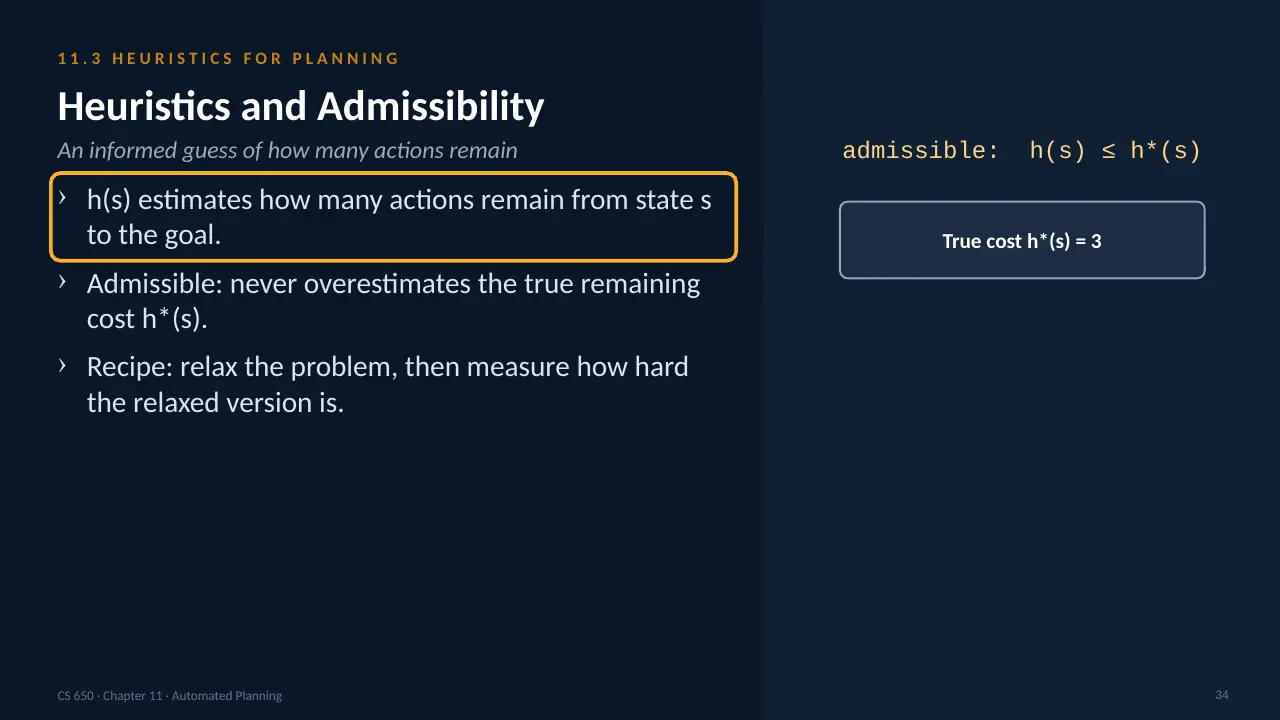 11.3 HEURISTICS FOR PLANNING
Heuristics and Admissibility
An informed guess of how many actions remain
› h(s) estimates how many actions remain from state s
to the goal.
› Admissible: never overestimates the true remaining
cost h*(s).
› Recipe: relax the problem, then measure how hard
the relaxed version is.
admissible:  h(s) ≤ h*(s)
True cost h*(s) = 3
CS 650 · Chapter 11 · Automated Planning
34